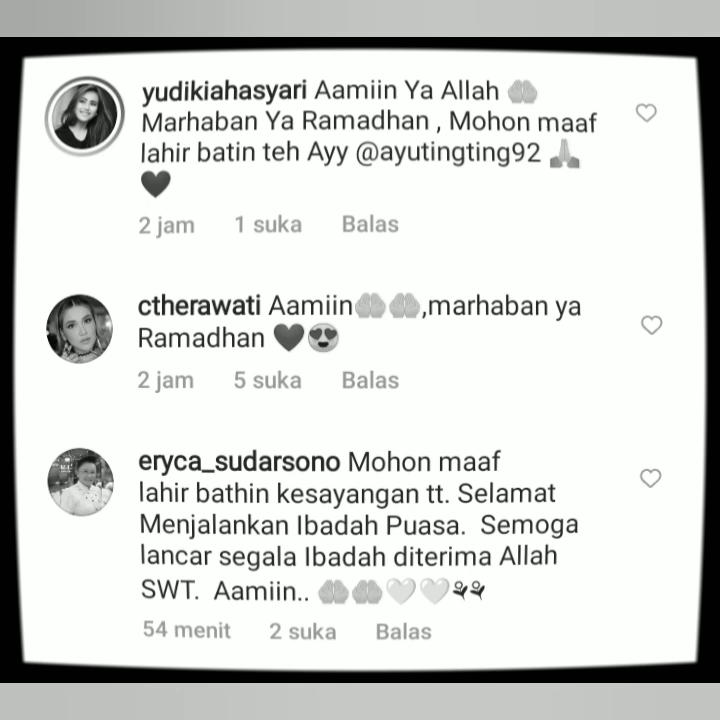 yudikiahasyari Aamiin Ya Allah 🤲
Marhaban Ya Ramadhan , Mohon maaf
lahir batin teh Ayy @ayutingting92 🙏
🖤
2 jam 1 suka Balas
ctherawati Aamiin🤲🤲,marhaban ya
Ramadhan 🖤😍
2 jam 5 suka Balas
eryca_sudarsono Mohon maaf
lahir bathin kesayangan tt. Selamat
Menjalankan Ibadah Puasa. Semoga
lancar segala Ibadah diterima Allah
SWT. Aamiin.. 🤲🤲🤍🤍
54 menit 2 suka Balas